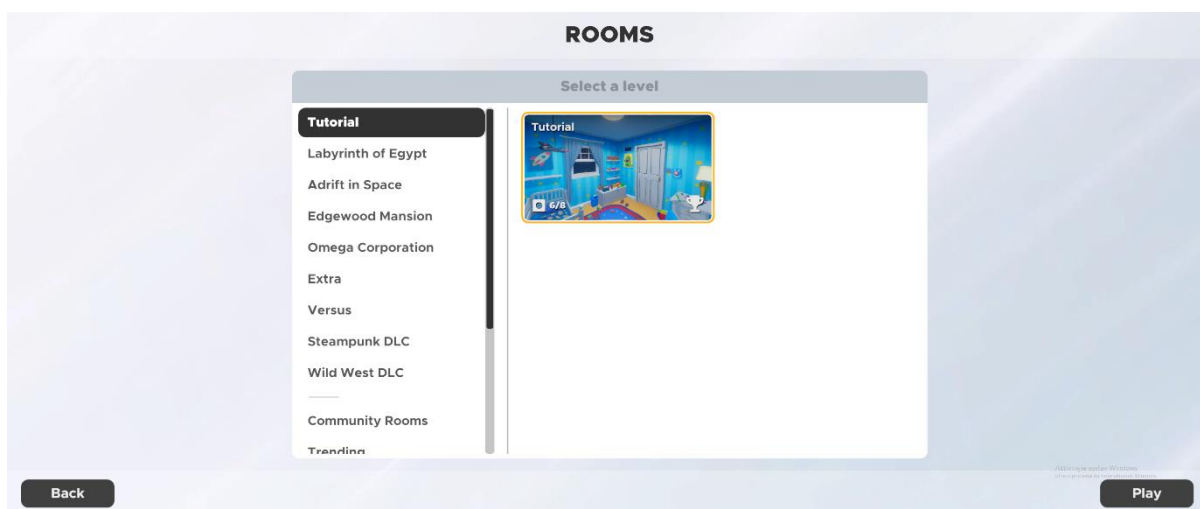 ROOMS
Select a level
Tutorial
Labyrinth of Egypt
Adrift in Space
Edgewood Mansion
Omega Corporation
Extra
Versus
Steampunk DLC
Wild West DLC
Community Rooms
Trending
Tutorial
6/8
Back
Play